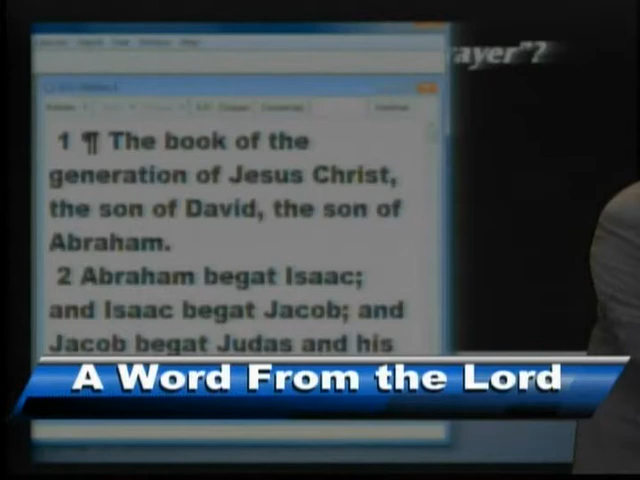 ayer"?
1 ¶ The book of the
generation of Jesus Christ,
the son of David, the son of
Abraham.
2 Abraham begat Isaac;
and Isaac begat Jacob; and
Jacob begat Judas and his
A Word From the Lord